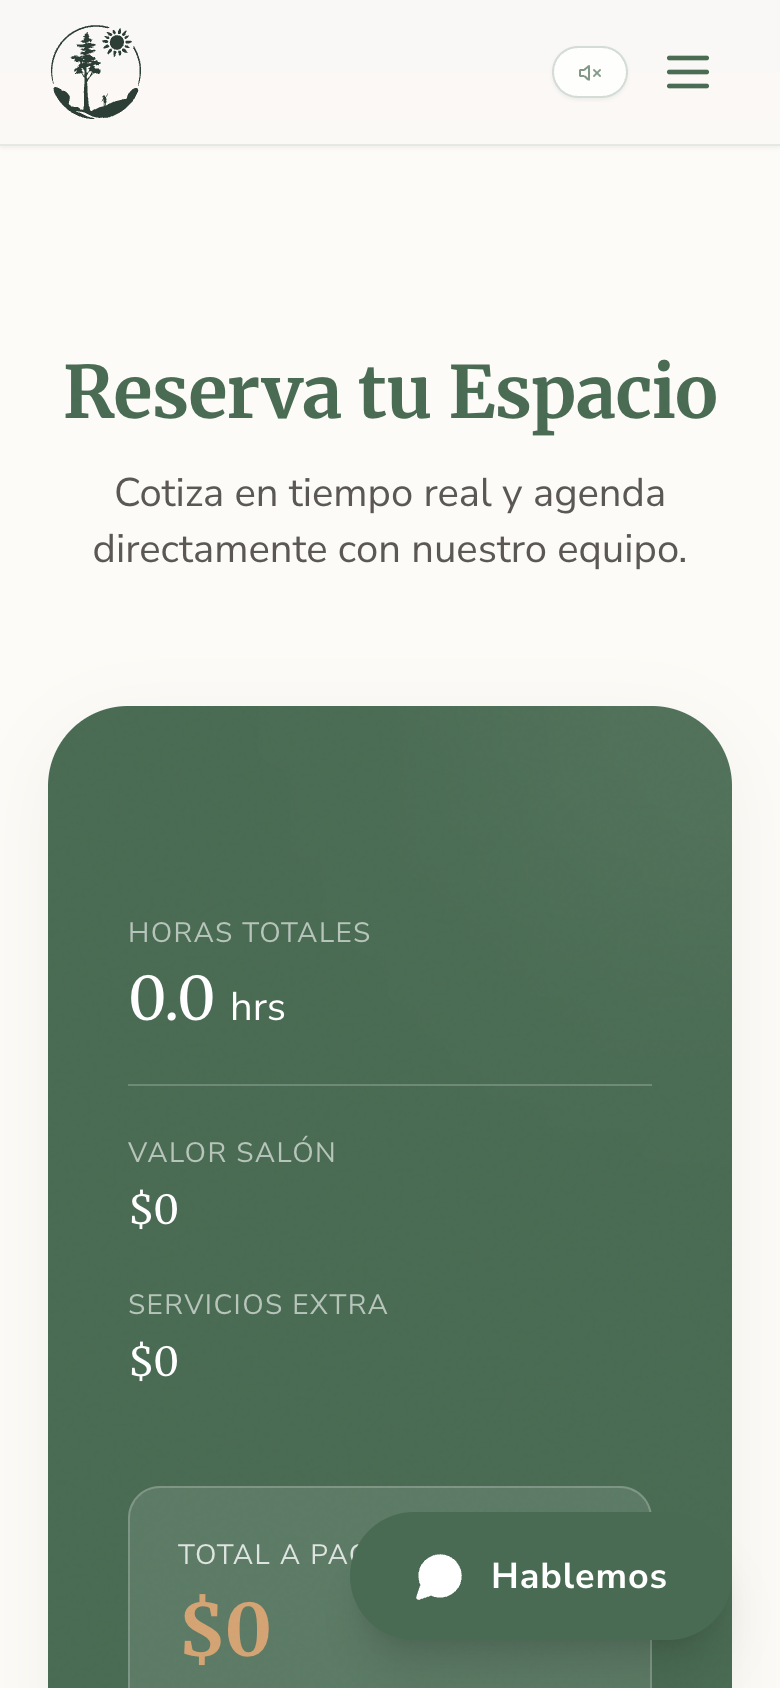 Reserva tu Espacio
Cotiza en tiempo real y agenda
directamente con nuestro equipo.
HORAS TOTALES
0.0 hrs
VALOR SALÓN
$0
SERVICIOS EXTRA
$0
TOTAL A
$0
Hablemos